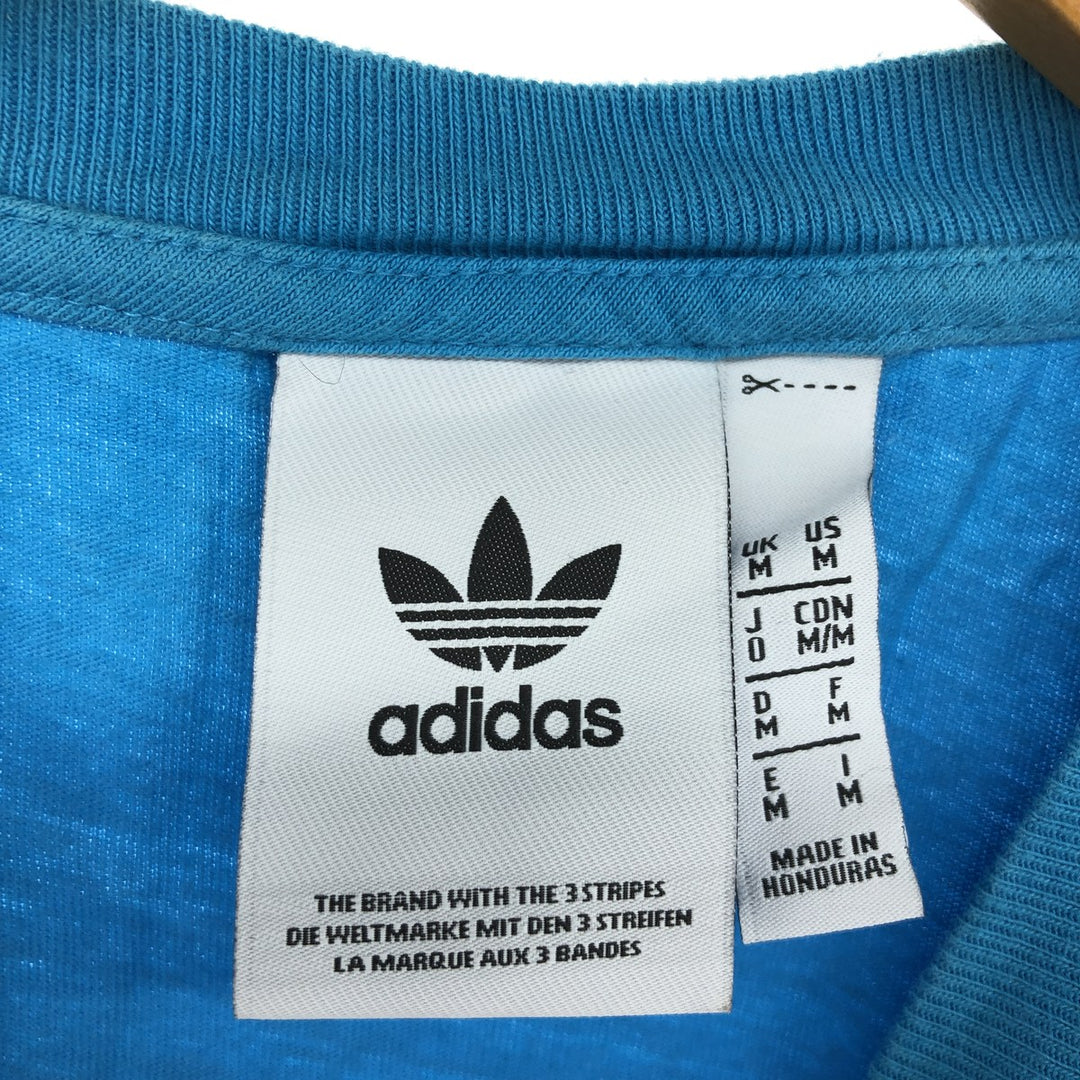 adidas
THE BRAND WITH THE 3 STRIPES
DIE WELTMARKE MIT DEN 3 STREIFEN
LA MARQUE AUX 3 BANDES
UK US
M M
J CDN
O M/M
D F
M M
E I
M M
MADE IN
HONDURAS